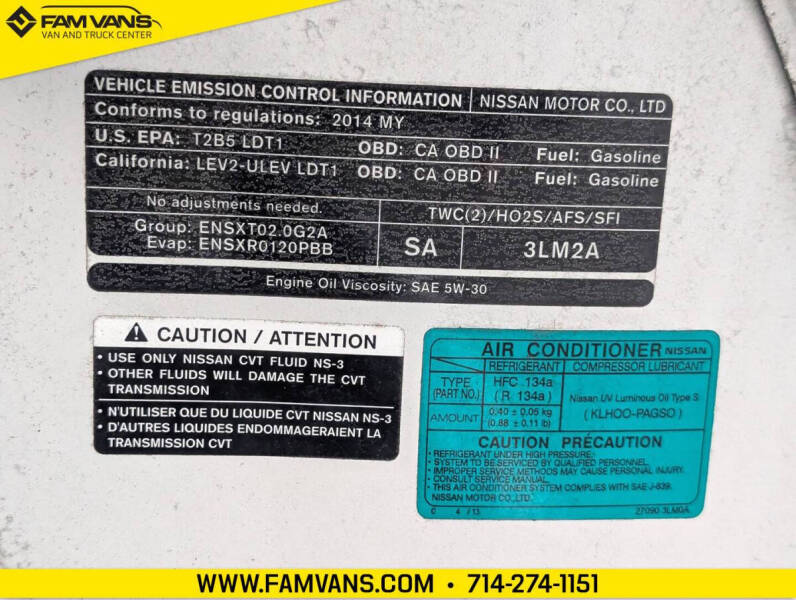 FAMVANS
VAN AND TRUCK CENTER
VEHICLE EMISSION CONTROL INFORMATION NISSAN MOTOR CO., LTD
Conforms to regulations: 2014 MY
U.S. EPA: T2B5 LDT1 OBD: CA OBD II Fuel: Gasoline
California: LEV2-ULEV LDT1 OBD: CA OBD II Fuel: Gasoline
No adjustments needed. TWC(2)/HO2S/AFS/SFI
Group: ENSXT02.0G2A
Evap: ENSXR0120PBB SA 3LM2A
Engine Oil Viscosity: SAE 5W-30
CAUTION / ATTENTION
• USE ONLY NISSAN CVT FLUID NS-3
• OTHER FLUIDS WILL DAMAGE THE CVT
TRANSMISSION
• N'UTILISER QUE DU LIQUIDE CVT NISSAN NS-3
• D'AUTRES LIQUIDES ENDOMMAGERAIENT LA
TRANSMISSION CVT
AIR CONDITIONER NISSAN
REFRIGERANT COMPRESSOR LUBRICANT
TYPE HFC 134a Nissan UV Luminous Oil Type S
(PART NO.) (R 134a) (KLHOO-PAGSO)
AMOUNT 0.40 ± 0.05 kg
(0.88 ± 0.11 lb)
CAUTION PRÉCAUTION
• REFRIGERANT UNDER HIGH PRESSURE.
• SYSTEM TO BE SERVICED BY QUALIFIED PERSONNEL.
IMPROPER SERVICE METHODS MAY CAUSE PERSONAL INJURY.
• CONSULT SERVICE MANUAL.
• THIS AIR CONDITIONER SYSTEM COMPLIES WITH SAE J-639.
NISSAN MOTOR CO., LTD.
C 4 / 13 27090 3LM0A
WWW.FAMVANS.COM • 714-274-1151